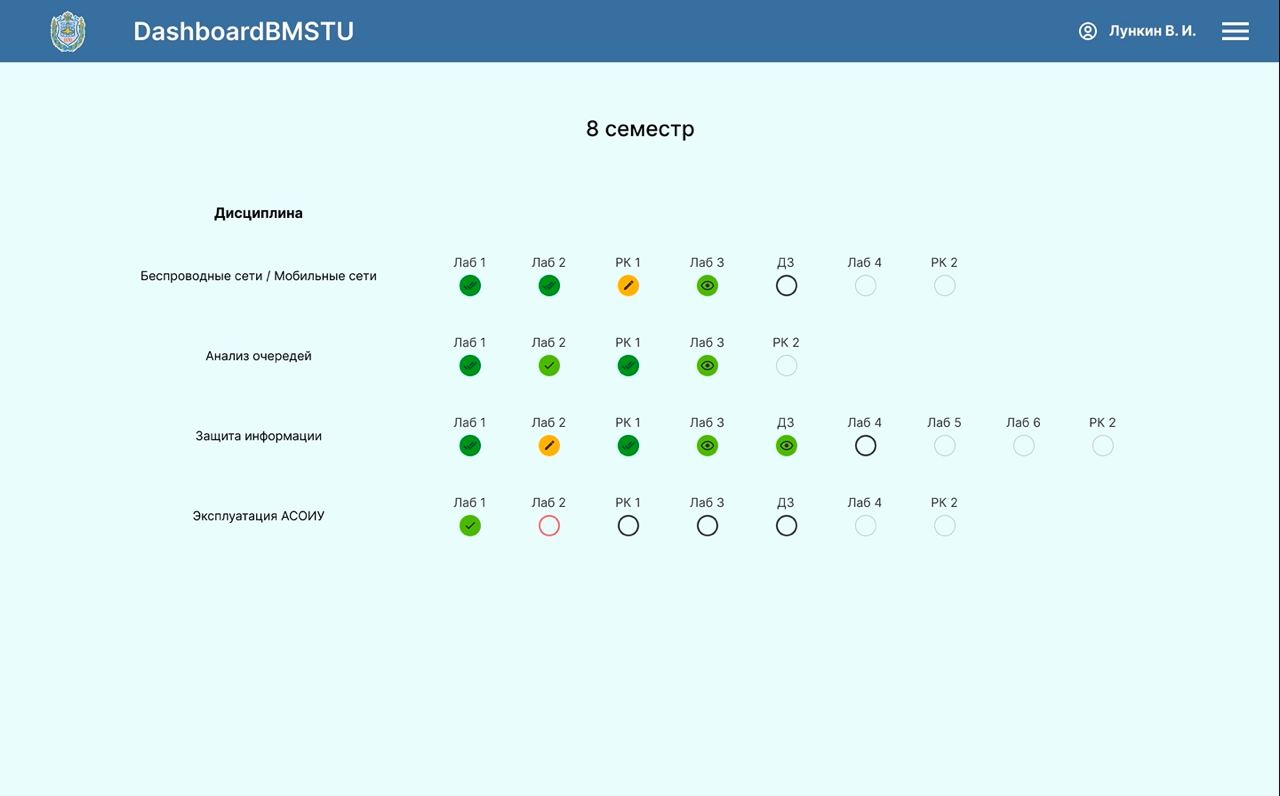 DashboardBMSTU
Лункин В. И.
8 семестр
Дисциплина
Беспроводные сети / Мобильные сети
Лаб 1 Лаб 2 РК 1 Лаб 3 ДЗ Лаб 4 РК 2
Анализ очередей
Лаб 1 Лаб 2 РК 1 Лаб 3 РК 2
Защита информации
Лаб 1 Лаб 2 РК 1 Лаб 3 ДЗ Лаб 4 Лаб 5 Лаб 6 РК 2
Эксплуатация АСОИУ
Лаб 1 Лаб 2 РК 1 Лаб 3 ДЗ Лаб 4 РК 2